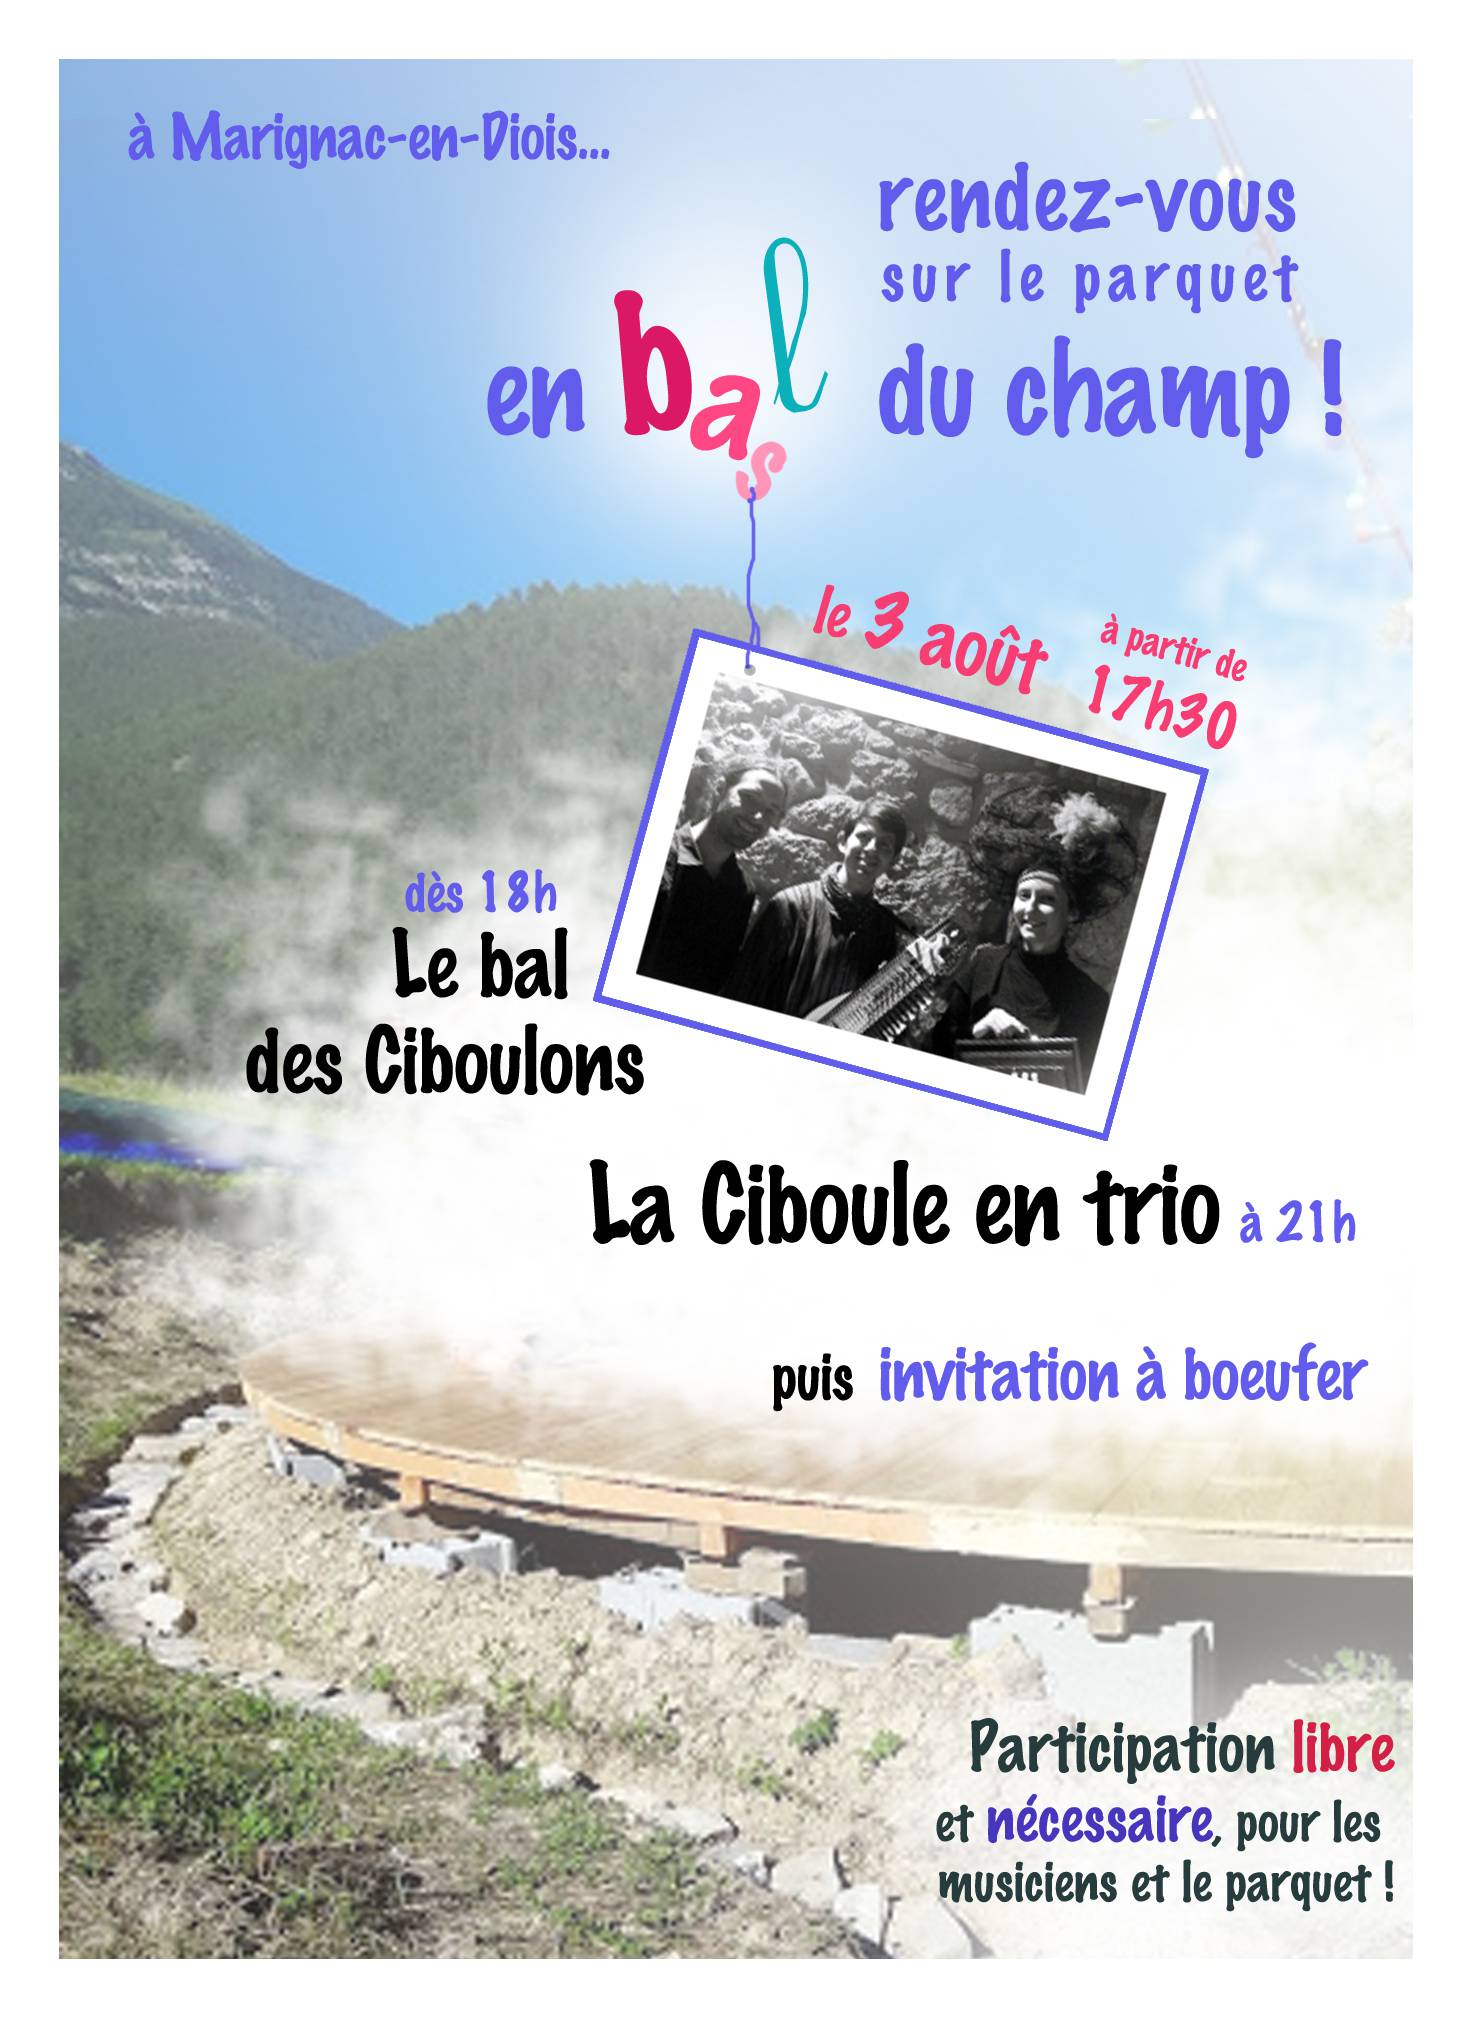 à Marignac-en-Diois...
rendez-vous
sur le parquet
en bal du champ !
s
le 3 août à partir de
17h30
dès 18h
Le bal
des Ciboulons
La Ciboule en trio à 21h
puis invitation à boeufer
Participation libre
et nécessaire, pour les
musiciens et le parquet !